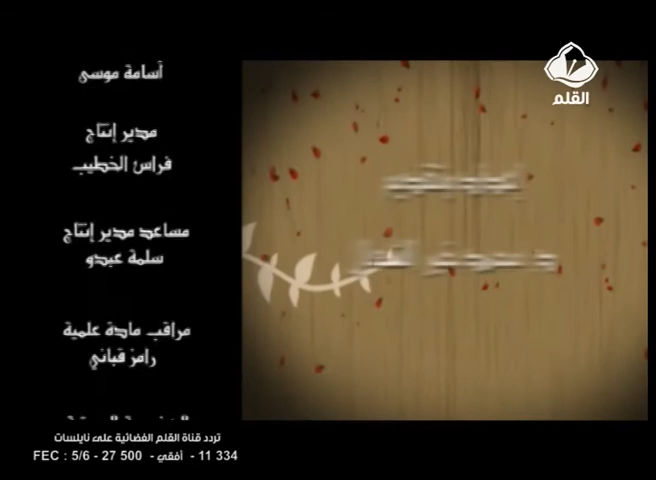 القلم
أسامة موسى
مدير إنتاج
فراس الخطيب
مساعد مدير إنتاج
سلمة عبدو
مراقب مادة علمية
رامز قباني
تردد قناة القلم الفضائية على نايلسات
FEC : 5/6 - 27 500 - أفقي - 11 334